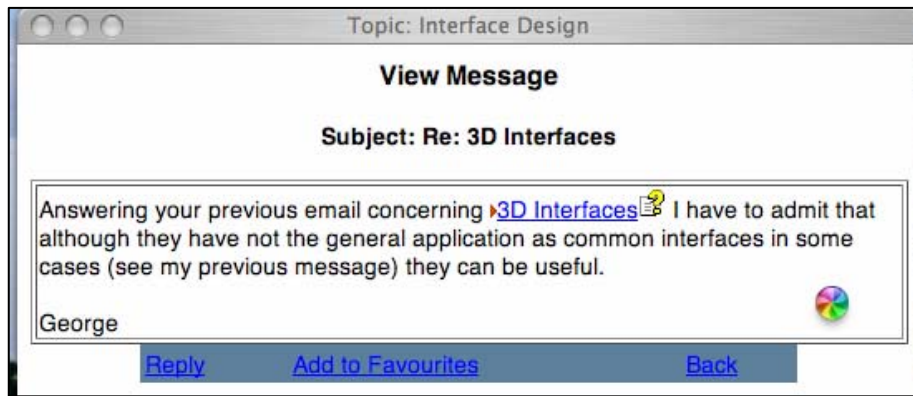 Topic: Interface Design
View Message
Subject: Re: 3D Interfaces
Answering your previous email concerning 3D Interfaces I have to admit that
although they have not the general application as common interfaces in some
cases (see my previous message) they can be useful.
George
Reply Add to Favourites Back